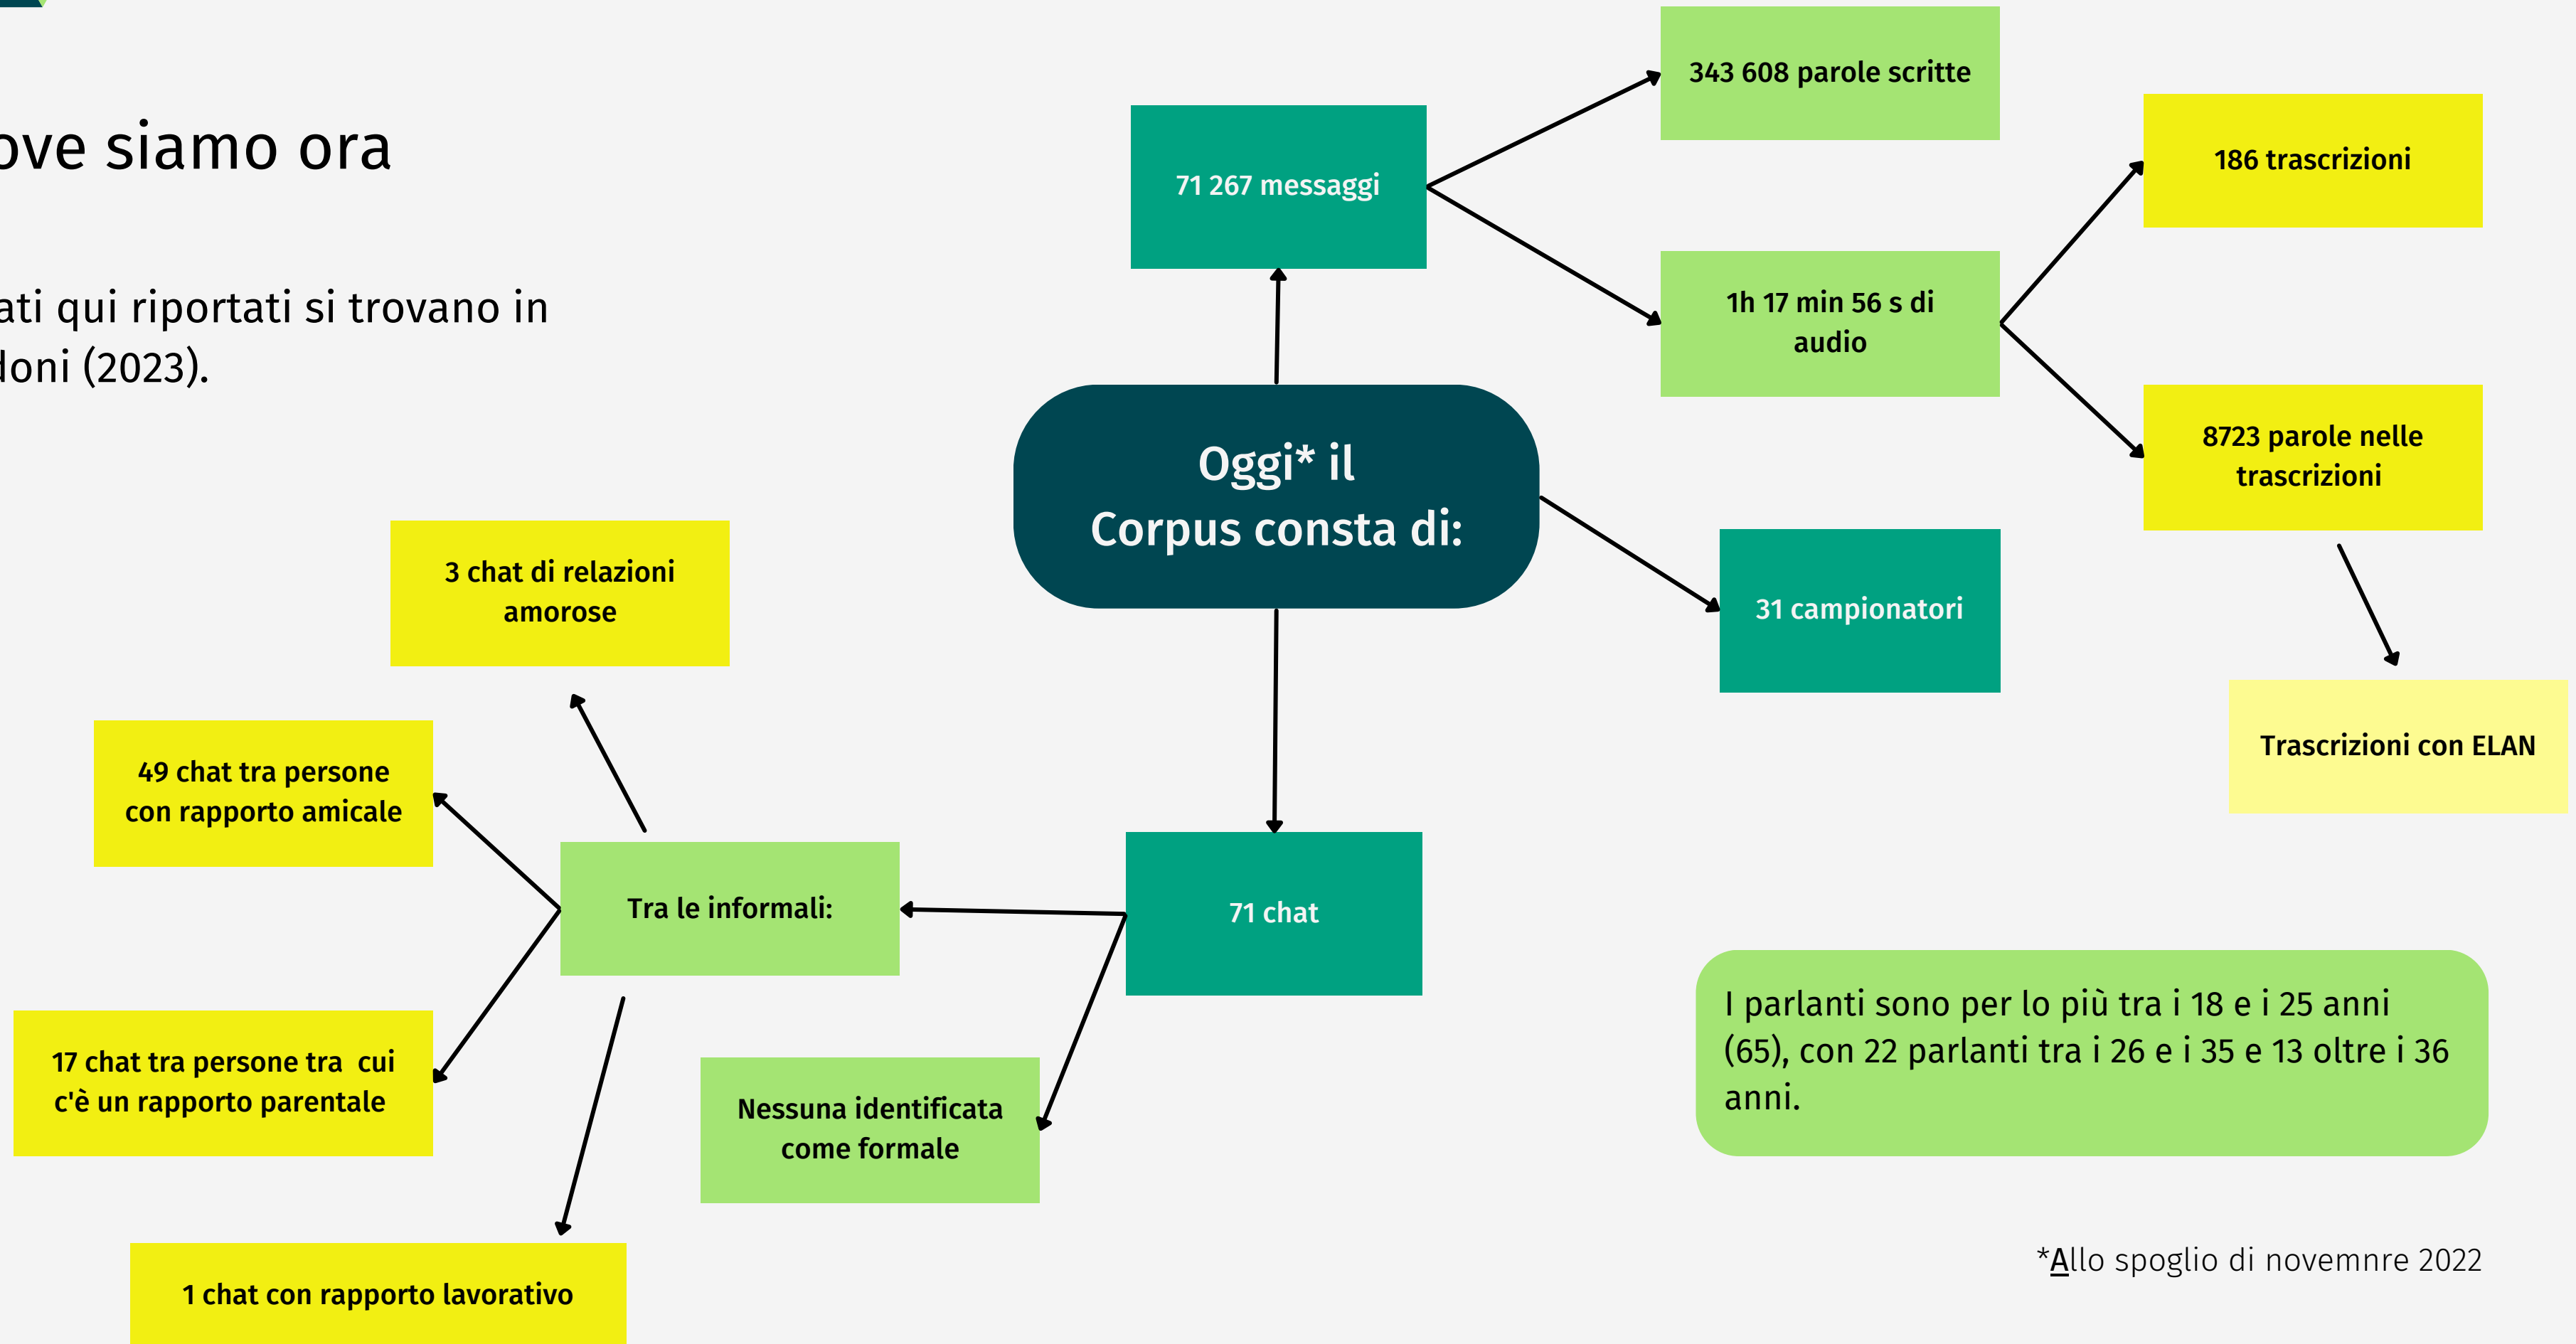 ove siamo ora
ati qui riportati si trovano in
doni (2023).
343 608 parole scritte
71 267 messaggi
186 trascrizioni
1h 17 min 56 s di
audio
8723 parole nelle
trascrizioni
Oggi* il
Corpus consta di:
31 campionatori
Trascrizioni con ELAN
3 chat di relazioni
amorose
49 chat tra persone
con rapporto amicale
Tra le informali:
71 chat
17 chat tra persone tra  cui
c'è un rapporto parentale
Nessuna identificata
come formale
1 chat con rapporto lavorativo
I parlanti sono per lo più tra i 18 e i 25 anni
(65), con 22 parlanti tra i 26 e i 35 e 13 oltre i 36
anni.
*Allo spoglio di novemnre 2022